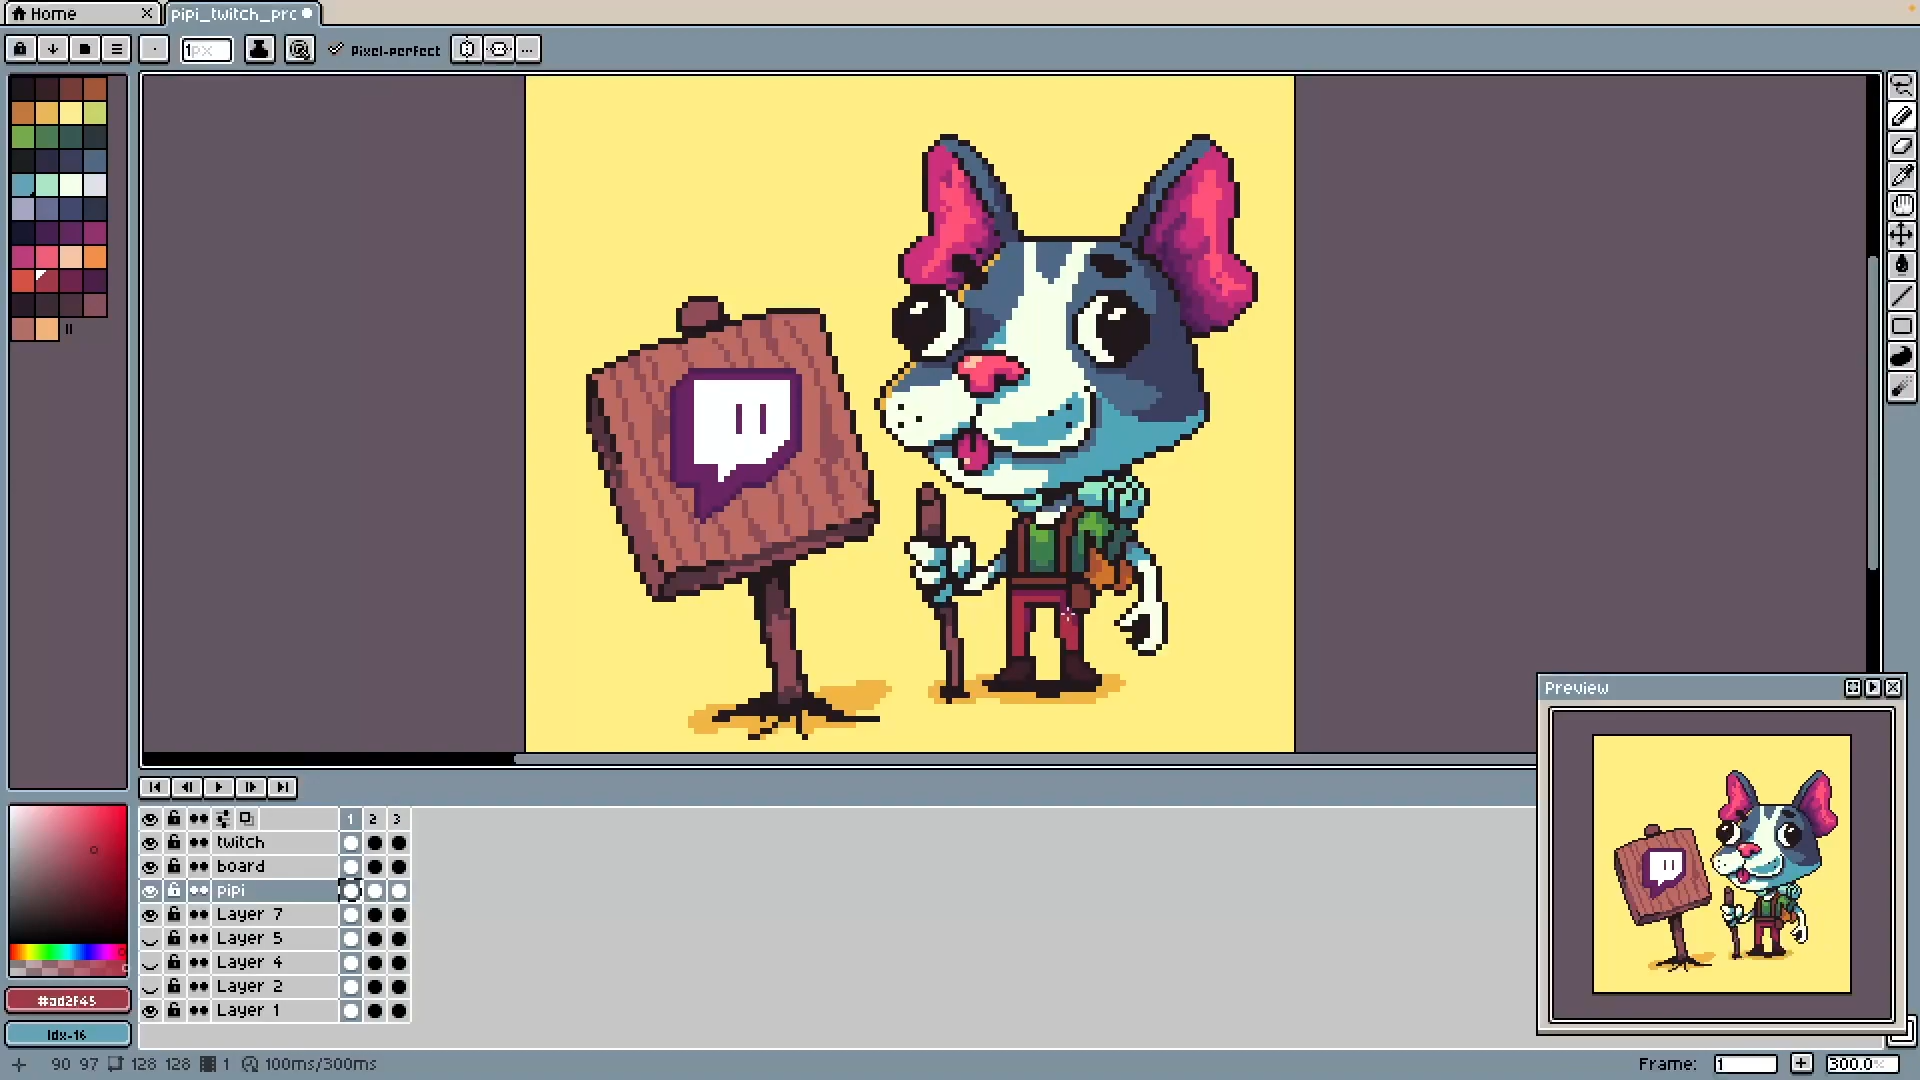 Home
pipi_twitch_prc
1px
Pixel-perfect
...
Preview
1 2 3
twitch
board
pipi
Layer 7
Layer 5
Layer 4
Layer 2
Layer 1
#ad2f45
Idx-16
90 97 128 128 1 100ms/300ms
Frame: 1 + 300.0%